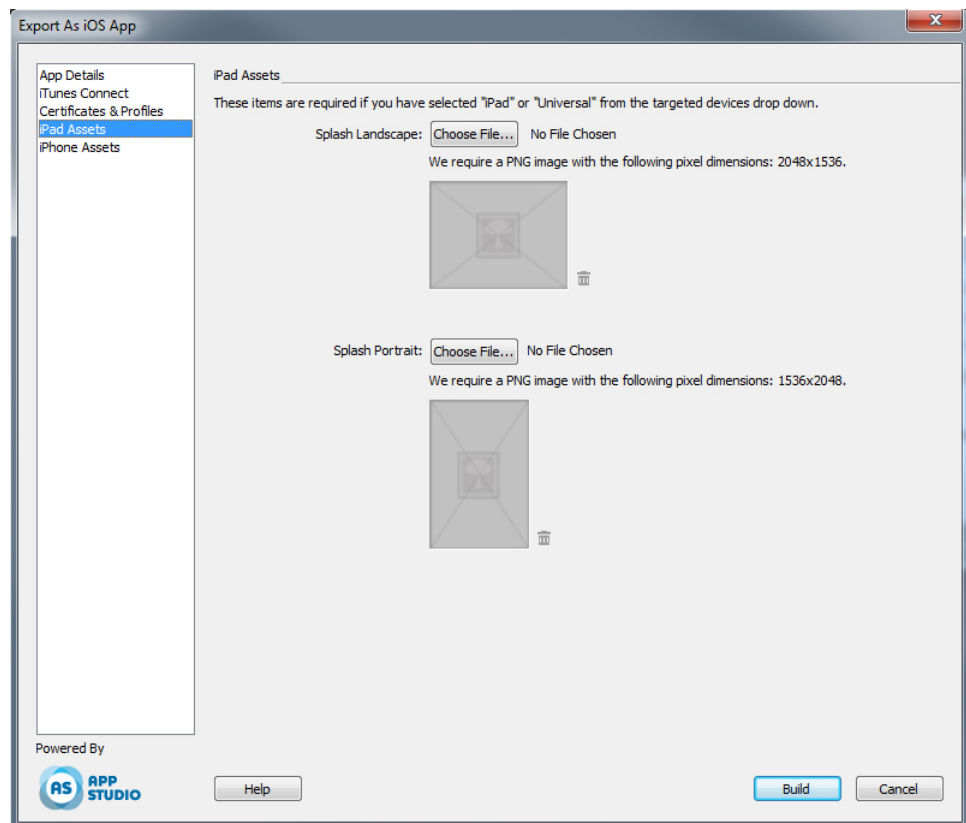 Export As iOS App
App Details
iTunes Connect
Certificates & Profiles
iPad Assets
iPhone Assets
iPad Assets
These items are required if you have selected "iPad" or "Universal" from the targeted devices drop down.
Splash Landscape: Choose File... No File Chosen
We require a PNG image with the following pixel dimensions: 2048x1536.
Splash Portrait: Choose File... No File Chosen
We require a PNG image with the following pixel dimensions: 1536x2048.
Powered By
AS APP
STUDIO
Help Build Cancel